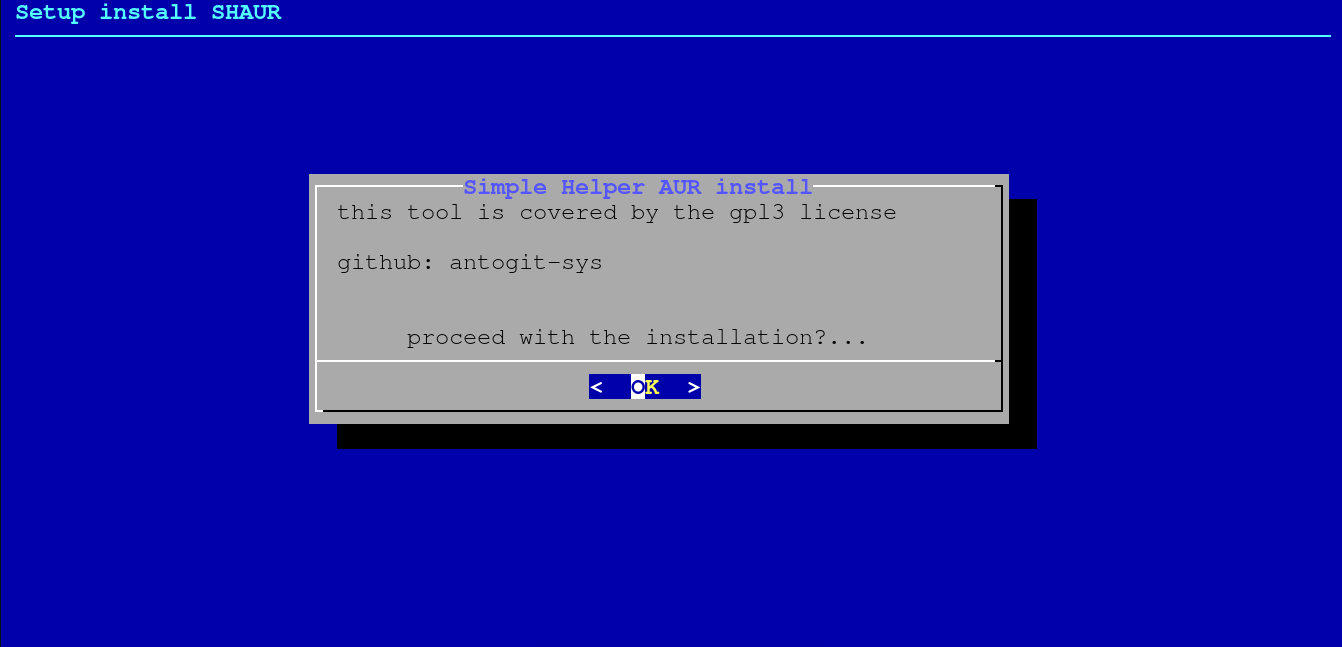 Setup install SHAUR
Simple Helper AUR install
this tool is covered by the gpl3 license
github: antogit-sys
proceed with the installation?...
<  OK  >